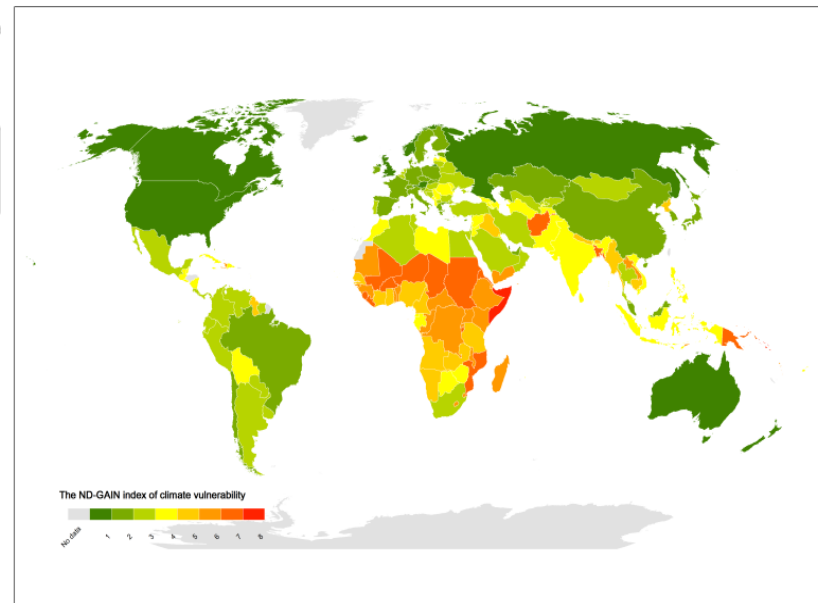 The ND-GAIN index of climate vulnerability
No data 1 2 3 4 5 6 7 8